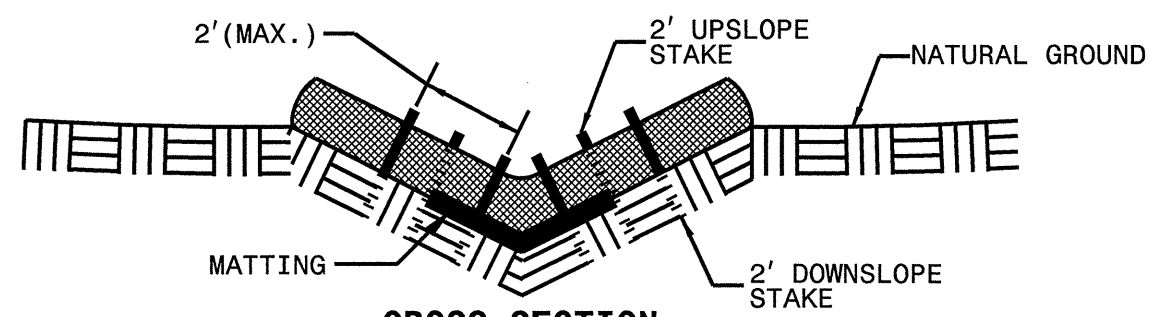 2'(MAX.)
2' UPSLOPE
STAKE
NATURAL GROUND
MATTING
2' DOWNSLOPE
STAKE
CROSS SECTION